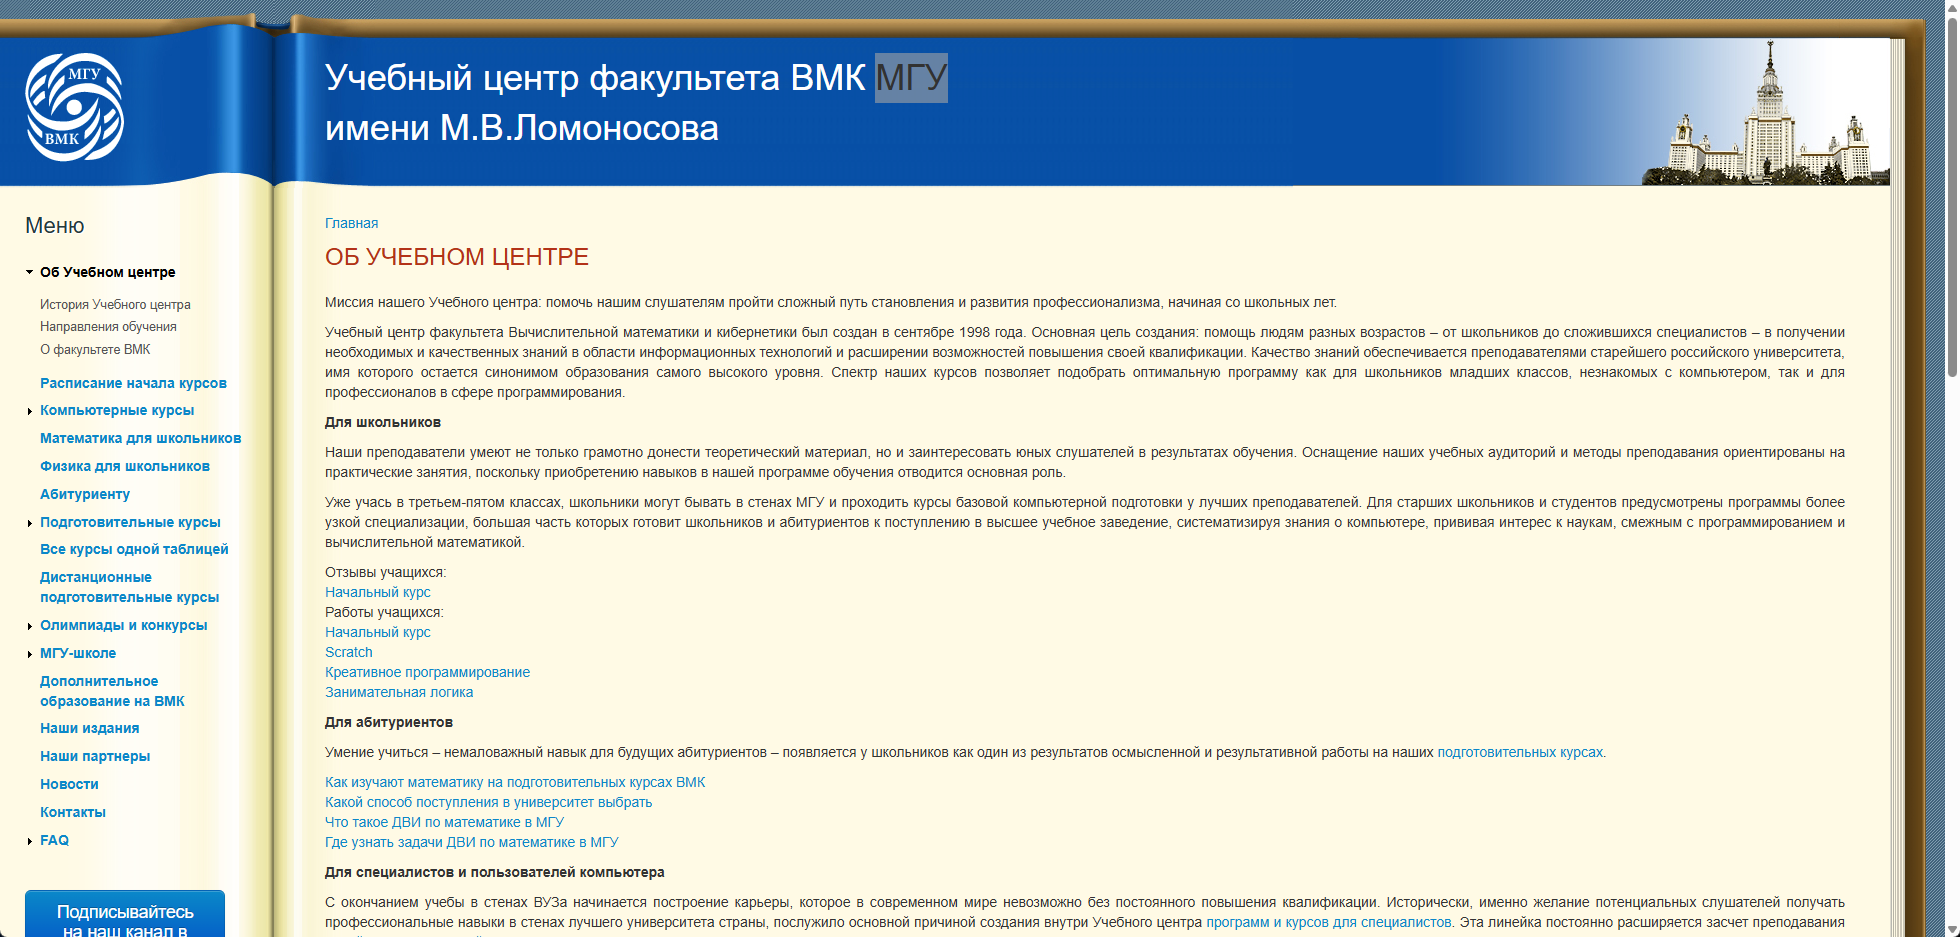 МГУ
ВМК
Учебный центр факультета ВМК МГУ
имени М.В.Ломоносова
Меню
Об Учебном центре
История Учебного центра
Направления обучения
О факультете ВМК
Расписание начала курсов
Компьютерные курсы
Математика для школьников
Физика для школьников
Абитуриенту
Подготовительные курсы
Все курсы одной таблицей
Дистанционные
подготовительные курсы
Олимпиады и конкурсы
МГУ-школе
Дополнительное
образование на ВМК
Наши издания
Наши партнеры
Новости
Контакты
FAQ
Подписывайтесь
на наш канал в
Главная
ОБ УЧЕБНОМ ЦЕНТРЕ
Миссия нашего Учебного центра: помочь нашим слушателям пройти сложный путь становления и развития профессионализма, начиная со школьных лет.
Учебный центр факультета Вычислительной математики и кибернетики был создан в сентябре 1998 года. Основная цель создания: помощь людям разных возрастов – от школьников до сложившихся специалистов – в получении
необходимых и качественных знаний в области информационных технологий и расширении возможностей повышения своей квалификации. Качество знаний обеспечивается преподавателями старейшего российского университета,
имя которого остается синонимом образования самого высокого уровня. Спектр наших курсов позволяет подобрать оптимальную программу как для школьников младших классов, незнакомых с компьютером, так и для
профессионалов в сфере программирования.
Для школьников
Наши преподаватели умеют не только грамотно донести теоретический материал, но и заинтересовать юных слушателей в результатах обучения. Оснащение наших учебных аудиторий и методы преподавания ориентированы на
практические занятия, поскольку приобретению навыков в нашей программе обучения отводится основная роль.
Уже учась в третьем-пятом классах, школьники могут бывать в стенах МГУ и проходить курсы базовой компьютерной подготовки у лучших преподавателей. Для старших школьников и студентов предусмотрены программы более
узкой специализации, большая часть которых готовит школьников и абитуриентов к поступлению в высшее учебное заведение, систематизируя знания о компьютере, прививая интерес к наукам, смежным с программированием и
вычислительной математикой.
Отзывы учащихся:
Начальный курс
Работы учащихся:
Начальный курс
Scratch
Креативное программирование
Занимательная логика
Для абитуриентов
Умение учиться – немаловажный навык для будущих абитуриентов – появляется у школьников как один из результатов осмысленной и результативной работы на наших подготовительных курсах.
Как изучают математику на подготовительных курсах ВМК
Какой способ поступления в университет выбрать
Что такое ДВИ по математике в МГУ
Где узнать задачи ДВИ по математике в МГУ
Для специалистов и пользователей компьютера
С окончанием учебы в стенах ВУЗа начинается построение карьеры, которое в современном мире невозможно без постоянного повышения квалификации. Исторически, именно желание потенциальных слушателей получать
профессиональные навыки в стенах лучшего университета страны, послужило основной причиной создания внутри Учебного центра программ и курсов для специалистов. Эта линейка постоянно расширяется засчет преподавания